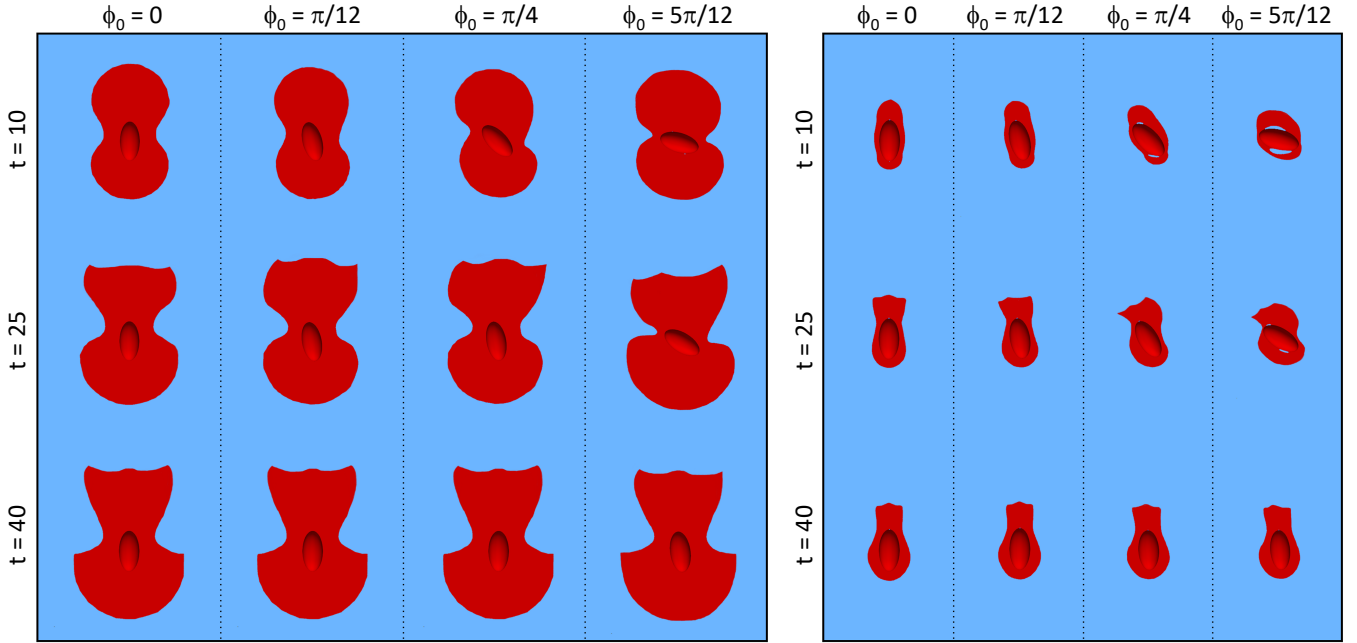 ϕ₀ = 0 ϕ₀ = π/12 ϕ₀ = π/4 ϕ₀ = 5π/12
t = 10
t = 25
t = 40
ϕ₀ = 0 ϕ₀ = π/12 ϕ₀ = π/4 ϕ₀ = 5π/12
t = 10
t = 25
t = 40